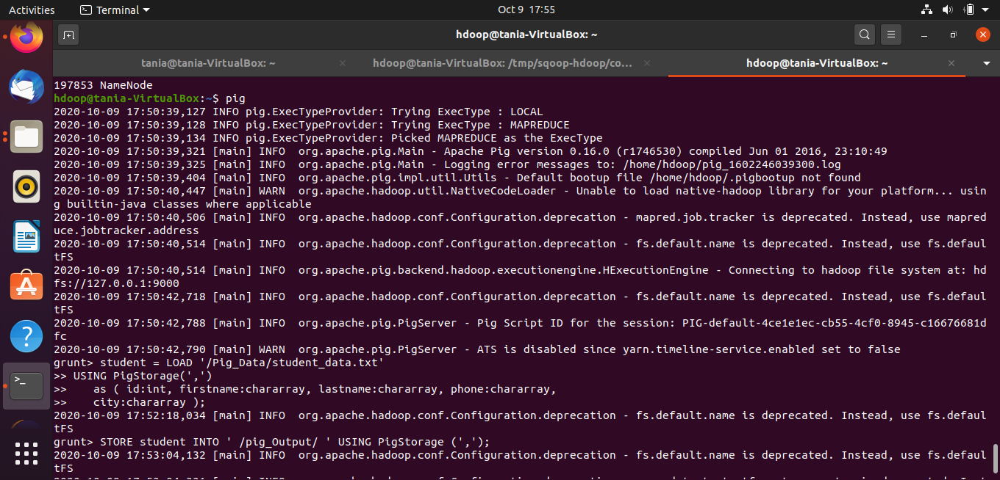 Activities Terminal Oct 9 17:55
hdoop@tania-VirtualBox: ~
tania@tania-VirtualBox: ~ hdoop@tania-VirtualBox: /tmp/sqoop-hdoop/co... hdoop@tania-VirtualBox: ~
197853 NameNode
hdoop@tania-VirtualBox:~$ pig
2020-10-09 17:50:39,127 INFO pig.ExecTypeProvider: Trying ExecType : LOCAL
2020-10-09 17:50:39,128 INFO pig.ExecTypeProvider: Trying ExecType : MAPREDUCE
2020-10-09 17:50:39,134 INFO pig.ExecTypeProvider: Picked MAPREDUCE as the ExecType
2020-10-09 17:50:39,321 [main] INFO  org.apache.pig.Main - Apache Pig version 0.16.0 (r1746530) compiled Jun 01 2016, 23:10:49
2020-10-09 17:50:39,325 [main] INFO  org.apache.pig.Main - Logging error messages to: /home/hdoop/pig_1602246039300.log
2020-10-09 17:50:39,404 [main] INFO  org.apache.pig.impl.util.Utils - Default bootup file /home/hdoop/.pigbootup not found
2020-10-09 17:50:40,447 [main] WARN  org.apache.hadoop.util.NativeCodeLoader - Unable to load native-hadoop library for your platform... usin
g builtin-java classes where applicable
2020-10-09 17:50:40,506 [main] INFO  org.apache.hadoop.conf.Configuration.deprecation - mapred.job.tracker is deprecated. Instead, use mapred
uce.jobtracker.address
2020-10-09 17:50:40,514 [main] INFO  org.apache.hadoop.conf.Configuration.deprecation - fs.default.name is deprecated. Instead, use fs.defaul
tFS
2020-10-09 17:50:40,514 [main] INFO  org.apache.pig.backend.hadoop.executionengine.HExecutionEngine - Connecting to hadoop file system at: hd
fs://127.0.0.1:9000
2020-10-09 17:50:42,718 [main] INFO  org.apache.hadoop.conf.Configuration.deprecation - fs.default.name is deprecated. Instead, use fs.defaul
tFS
2020-10-09 17:50:42,788 [main] INFO  org.apache.pig.PigServer - Pig Script ID for the session: PIG-default-4ce1e1ec-cb55-4cf0-8945-c16676681d
fc
2020-10-09 17:50:42,790 [main] WARN  org.apache.pig.PigServer - ATS is disabled since yarn.timeline-service.enabled set to false
grunt> student = LOAD '/Pig_Data/student_data.txt'
>> USING PigStorage(',')
>>    as ( id:int, firstname:chararray, lastname:chararray, phone:chararray,
>>    city:chararray );
2020-10-09 17:52:18,034 [main] INFO  org.apache.hadoop.conf.Configuration.deprecation - fs.default.name is deprecated. Instead, use fs.defaul
tFS
grunt> STORE student INTO ' /pig_Output/ ' USING PigStorage (',');
2020-10-09 17:53:04,132 [main] INFO  org.apache.hadoop.conf.Configuration.deprecation - fs.default.name is deprecated. Instead, use fs.defaul
tFS